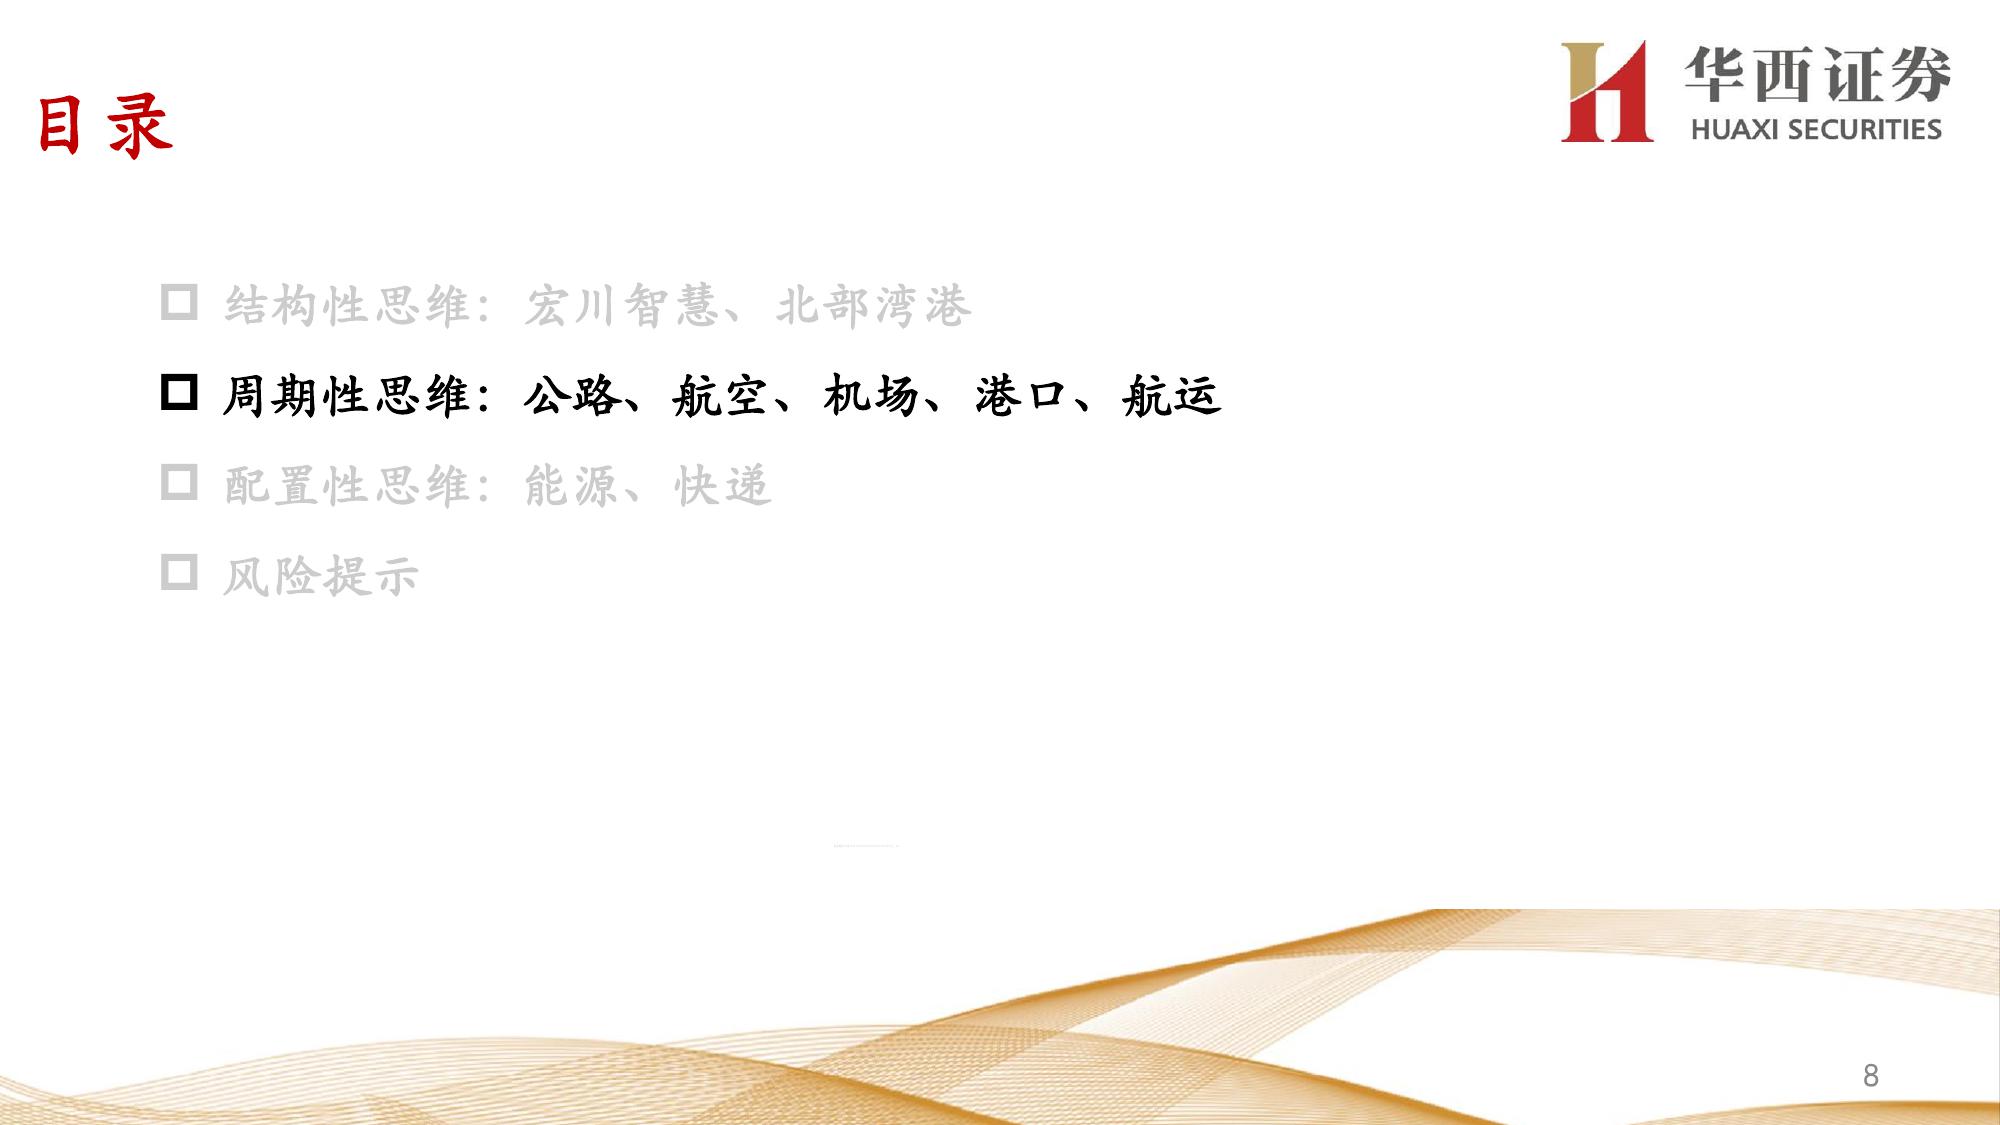 华西证券
HUAXI SECURITIES
目录
结构性思维：宏川智慧、北部湾港
周期性思维：公路、航空、机场、港口、航运
配置性思维：能源、快递
风险提示
8